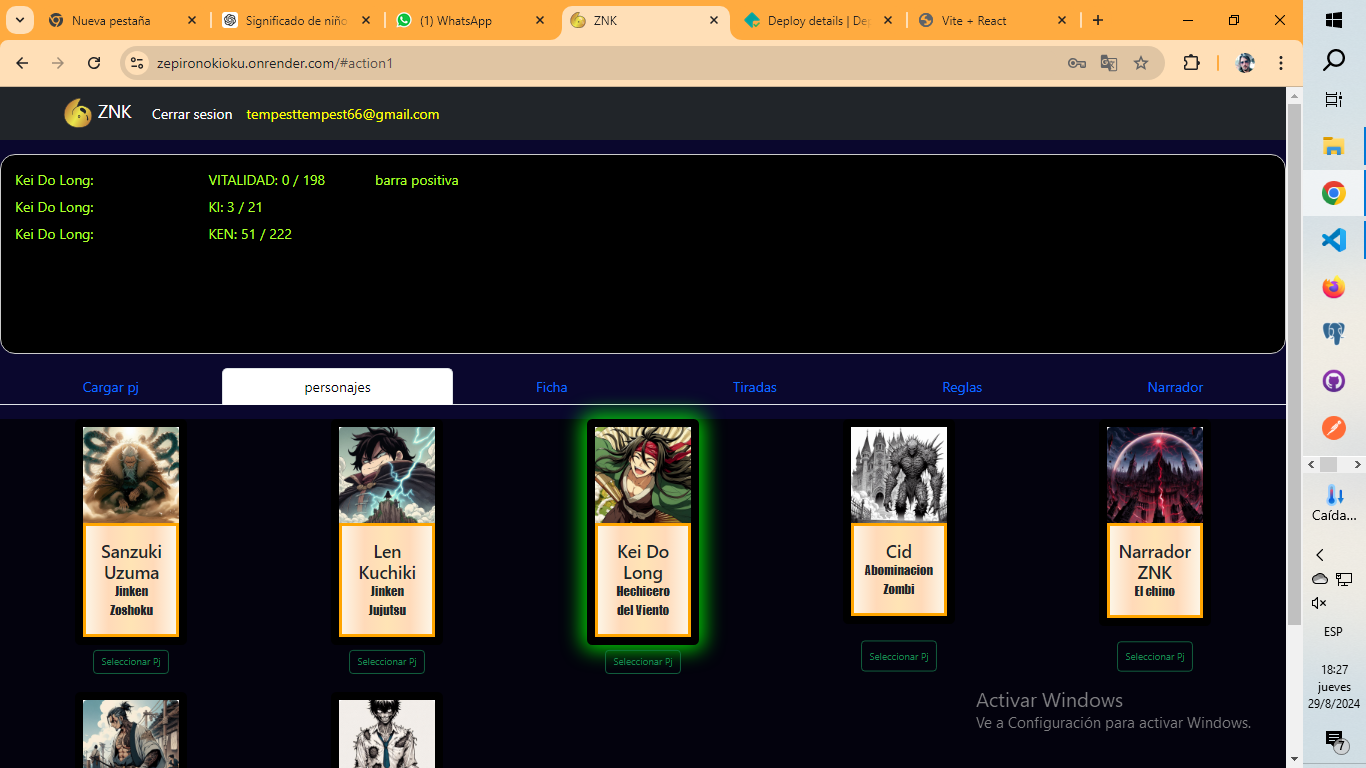 Nueva pestaña
Significado de niño
(1) WhatsApp
ZNK
Deploy details | Dep
Vite + React
zepironokioku.onrender.com/#action1
ZNK
Cerrar sesion
tempesttempest66@gmail.com
Kei Do Long: VITALIDAD: 0 / 198 barra positiva
Kei Do Long: KI: 3 / 21
Kei Do Long: KEN: 51 / 222
Cargar pj
personajes
Ficha
Tiradas
Reglas
Narrador
Sanzuki
Uzuma
Jinken
Zoshoku
Seleccionar Pj
Len
Kuchiki
Jinken
Jujutsu
Seleccionar Pj
Kei Do
Long
Hechicero
del Viento
Seleccionar Pj
Cid
Abominacion
Zombi
Seleccionar Pj
Narrador
ZNK
El chino
Seleccionar Pj
Activar Windows
Ve a Configuración para activar Windows.
Caída...
ESP
18:27
jueves
29/8/2024
7